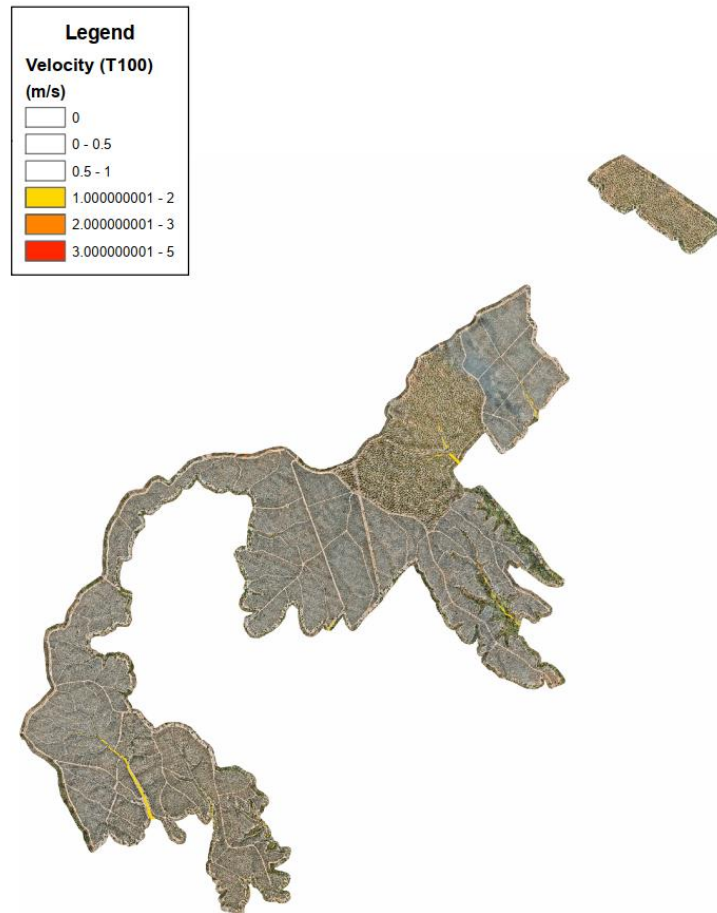 Legend
Velocity (T100)
(m/s)
0
0 - 0.5
0.5 - 1
1.000000001 - 2
2.000000001 - 3
3.000000001 - 5